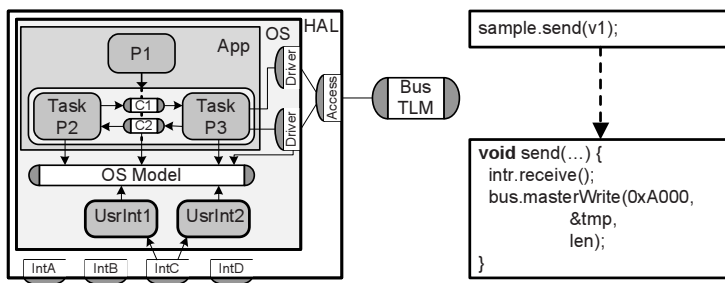 App
OS
HAL
P1
Task
P2
C1
C2
Task
P3
Driver
Driver
Access
Bus
TLM
OS Model
UsrInt1
UsrInt2
IntA
IntB
IntC
IntD
sample.send(v1);
void send(...) {
intr.receive();
bus.masterWrite(0xA000,
&tmp,
len);
}